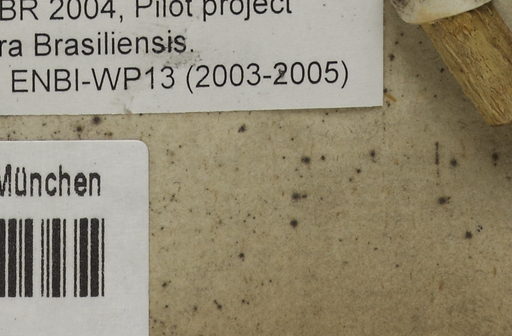 BR 2004, Pilot project
ra Brasiliensis.
ENBI-WP13 (2003-2005)
München